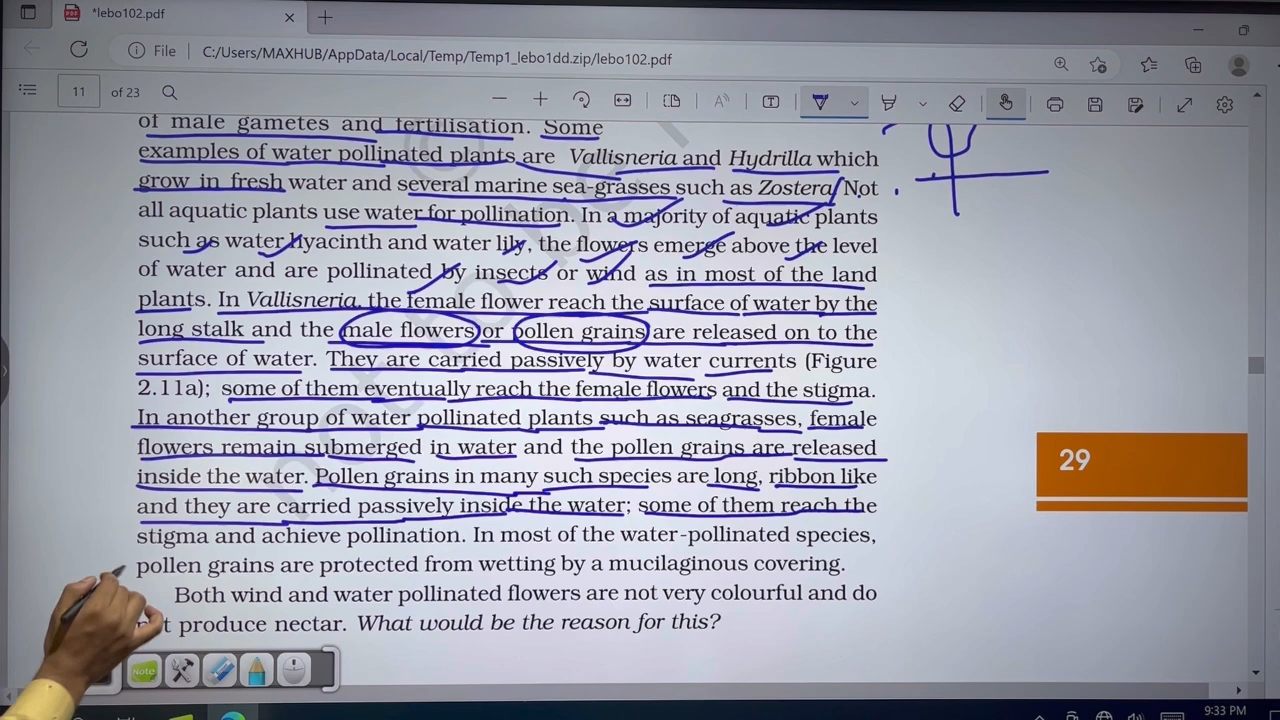 *lebo102.pdf
File C:/Users/MAXHUB/AppData/Local/Temp/Temp1_lebo1dd.zip/lebo102.pdf
11 of 23
of male gametes and fertilisation. Some
examples of water pollinated plants are Vallisneria and Hydrilla which
grow in fresh water and several marine sea-grasses such as Zostera. Not
all aquatic plants use water for pollination. In a majority of aquatic plants
such as water hyacinth and water lily, the flowers emerge above the level
of water and are pollinated by insects or wind as in most of the land
plants. In Vallisneria, the female flower reach the surface of water by the
long stalk and the male flowers or pollen grains are released on to the
surface of water. They are carried passively by water currents (Figure
2.11a); some of them eventually reach the female flowers and the stigma.
In another group of water pollinated plants such as seagrasses, female
flowers remain submerged in water and the pollen grains are released
inside the water. Pollen grains in many such species are long, ribbon like
and they are carried passively inside the water; some of them reach the
stigma and achieve pollination. In most of the water-pollinated species,
pollen grains are protected from wetting by a mucilaginous covering.
Both wind and water pollinated flowers are not very colourful and do
produce nectar. What would be the reason for this?
29
Note
9:33 PM